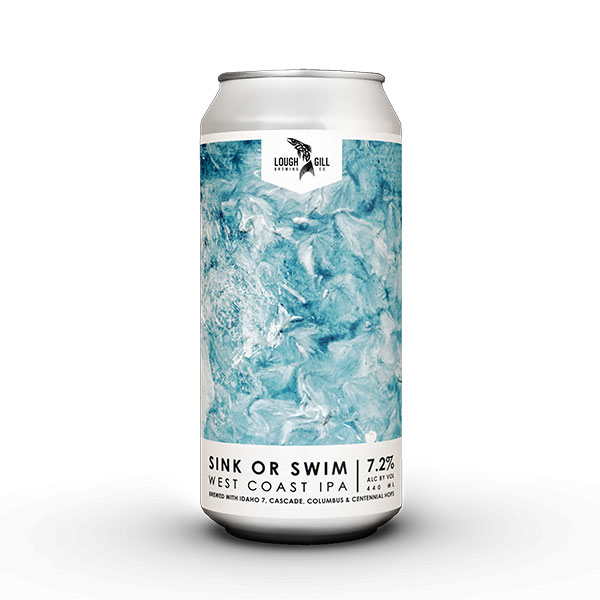 LOUGH GILL
BREWING CO.
SINK OR SWIM
WEST COAST IPA
7.2%
ALC BY VOL
440 ML
BREWED WITH IDAHO 7, CASCADE, COLUMBUS & CENTENNIAL HOPS